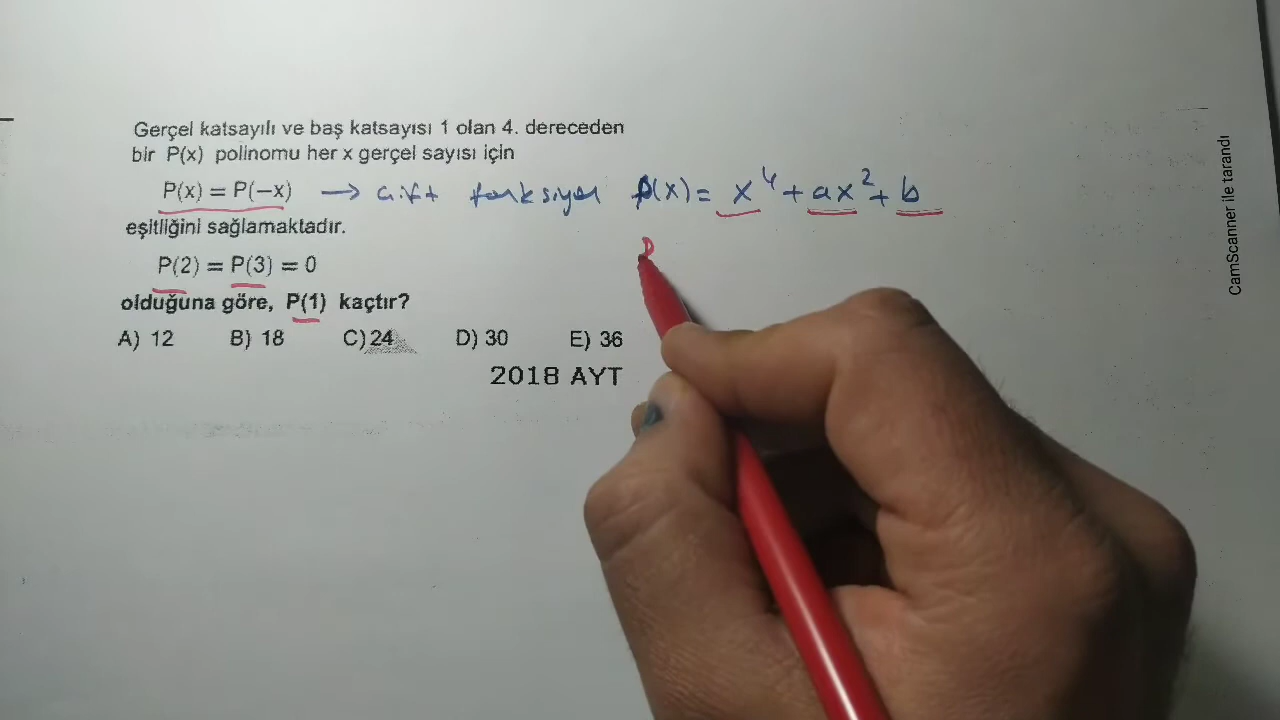 Gerçel katsayılı ve baş katsayısı 1 olan 4. dereceden
bir P(x) polinomu her x gerçel sayısı için
P(x) = P(−x) → çift fonksiyon P(x) = x⁴ + ax² + b
eşitliğini sağlamaktadır.
P(2) = P(3) = 0
olduğuna göre, P(1) kaçtır?
A) 12 B) 18 C) 24 D) 30 E) 36
2018 AYT
CamScanner ile tarandı